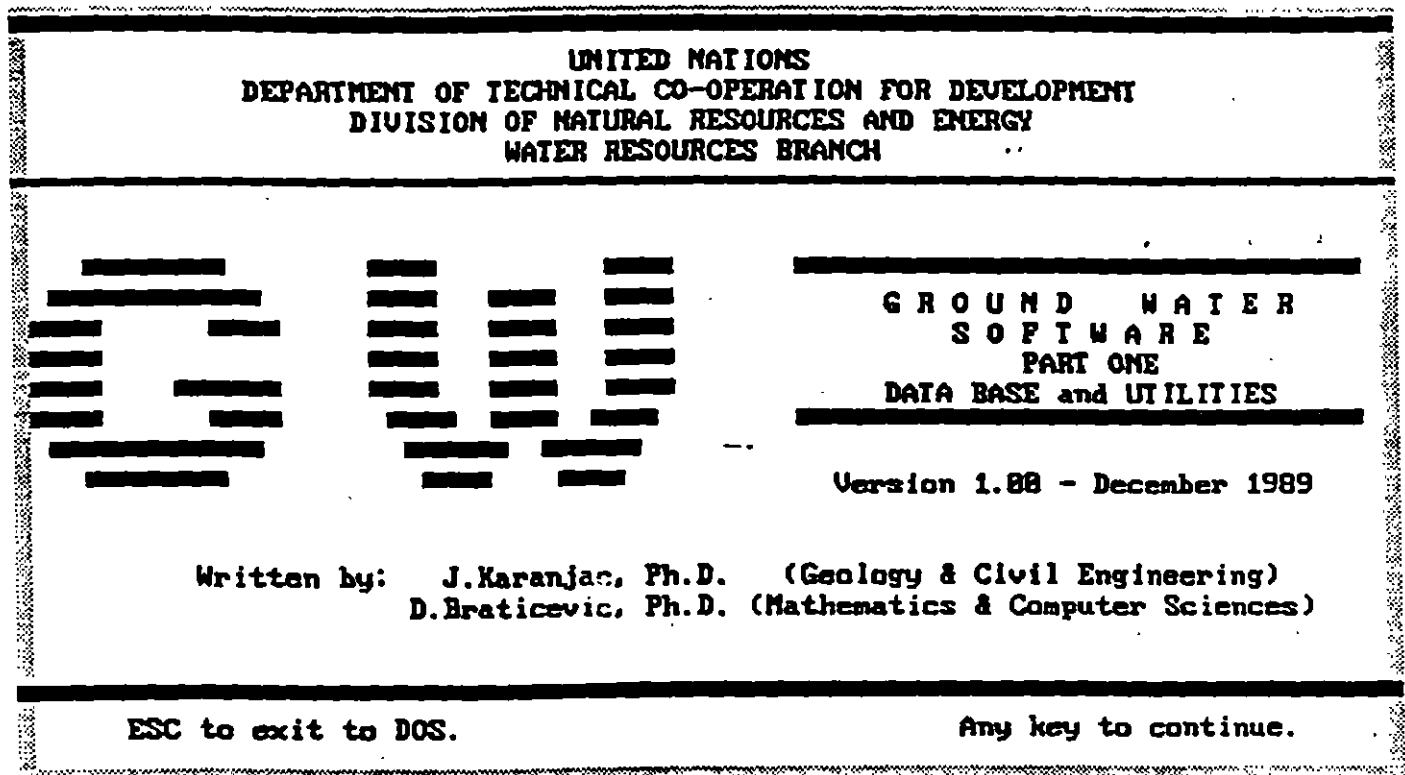 UNITED NATIONS
DEPARTMENT OF TECHNICAL CO-OPERATION FOR DEVELOPMENT
DIVISION OF NATURAL RESOURCES AND ENERGY
WATER RESOURCES BRANCH
GW
GROUND WATER
SOFTWARE
PART ONE
DATA BASE and UTILITIES
Version 1.00 - December 1989
Written by: J.Karanjac, Ph.D. (Geology & Civil Engineering)
D.Braticevic, Ph.D. (Mathematics & Computer Sciences)
ESC to exit to DOS. Any key to continue.